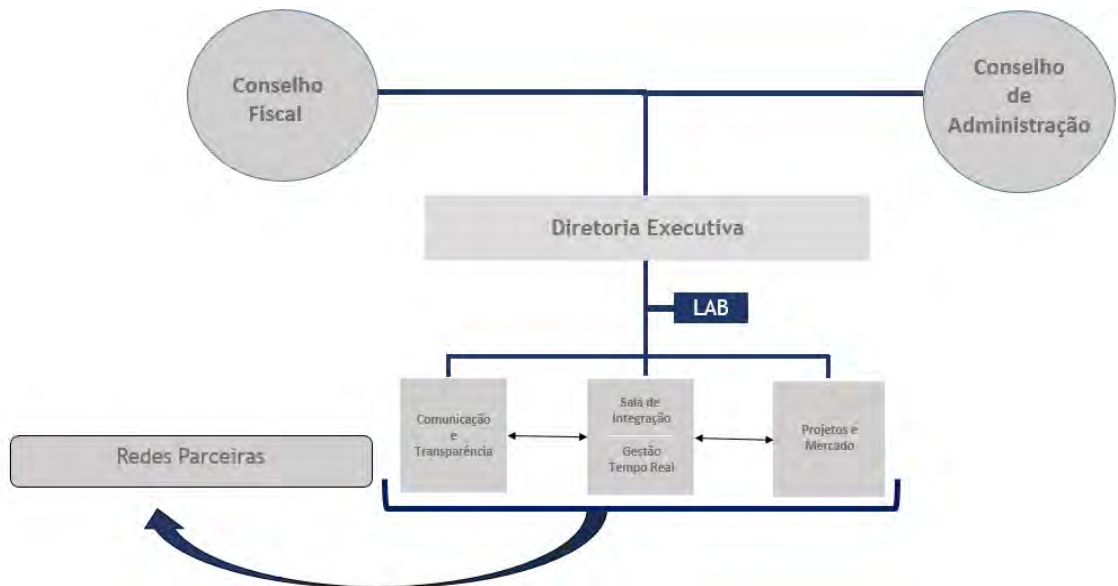 Conselho
Fiscal
Conselho
de
Administração
Diretoria Executiva
LAB
Comunicação
e
Transparência
Sala de
Integração
Gestão
Tempo Real
Projetos e
Mercado
Redes Parceiras